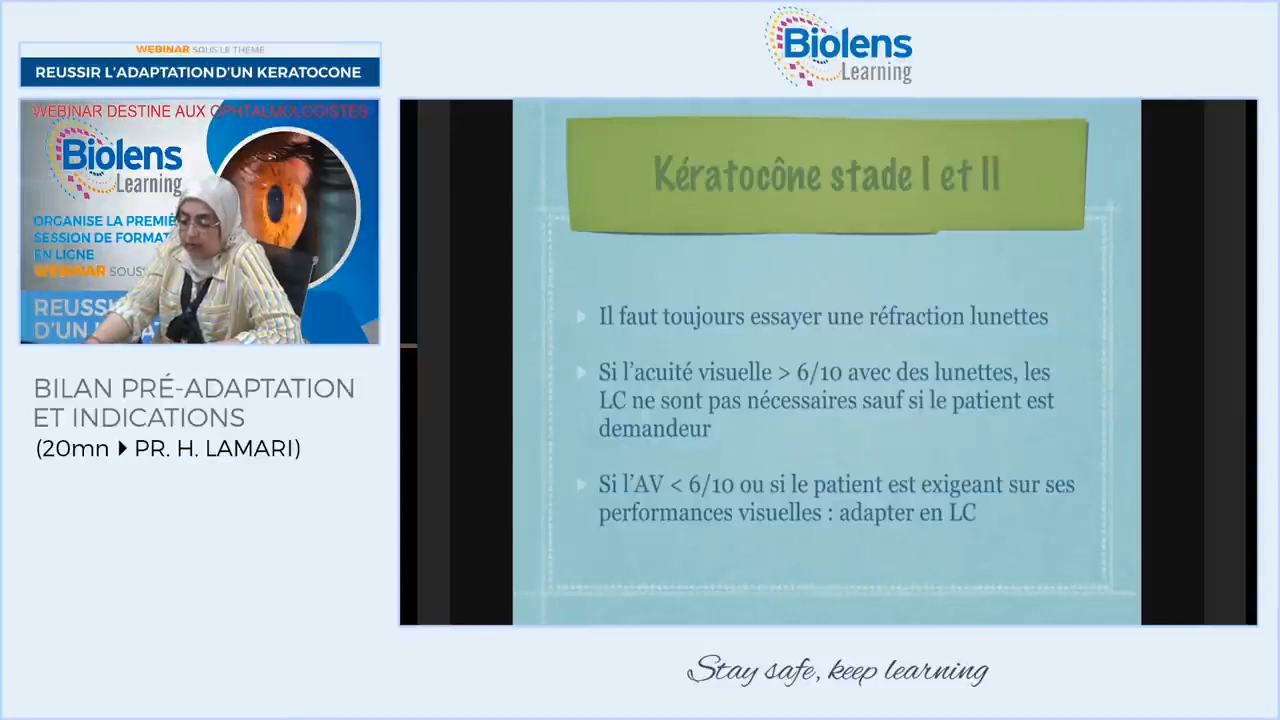 WEBINAR SOUS LE THÈME
REUSSIR L'ADAPTATION D'UN KERATOCONE
WEBINAR DESTINE AUX OPHTALMOLOGISTES
Biolens
Learning
ORGANISE LA PREMIÈ
SESSION DE FORMAT
EN LIGNE
WEBINAR SOUS
REUSSI
D'UN
BILAN PRÉ-ADAPTATION
ET INDICATIONS
(20mn PR. H. LAMARI)
Biolens
Learning
Kératocône stade I et II
Il faut toujours essayer une réfraction lunettes
Si l'acuité visuelle > 6/10 avec des lunettes, les
LC ne sont pas nécessaires sauf si le patient est
demandeur
Si l'AV < 6/10 ou si le patient est exigeant sur ses
performances visuelles : adapter en LC
Stay safe, keep learning